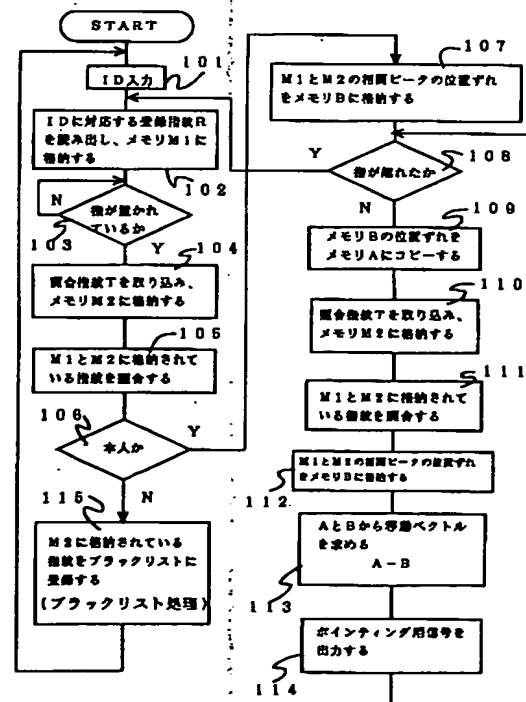 START
101
ID入力
IDに対応する登録指紋R
を読み出し、メモリM1に
格納する
102
N
指が置かれ
ているか
103
Y
104
照合指紋Tを取り込み、
メモリM2に格納する
105
M1とM2に格納されて
いる指紋を照合する
106
本人か
Y
N
115
M2に格納されている
指紋をブラックリストに
登録する
(ブラックリスト処理)
107
M1とM2の相関ピークの位置ずれ
をメモリBに格納する
Y
指が離れたか
108
N
109
メモリBの位置ずれを
メモリAにコピーする
110
照合指紋Tを取り込み、
メモリM2に格納する
111
M1とM2に格納されて
いる指紋を照合する
M1とM2の相関ピークの位置ずれ
をメモリBに格納する
112
AとBから移動ベクトル
を求める
A-B
113
ポインティング用信号を
出力する
114